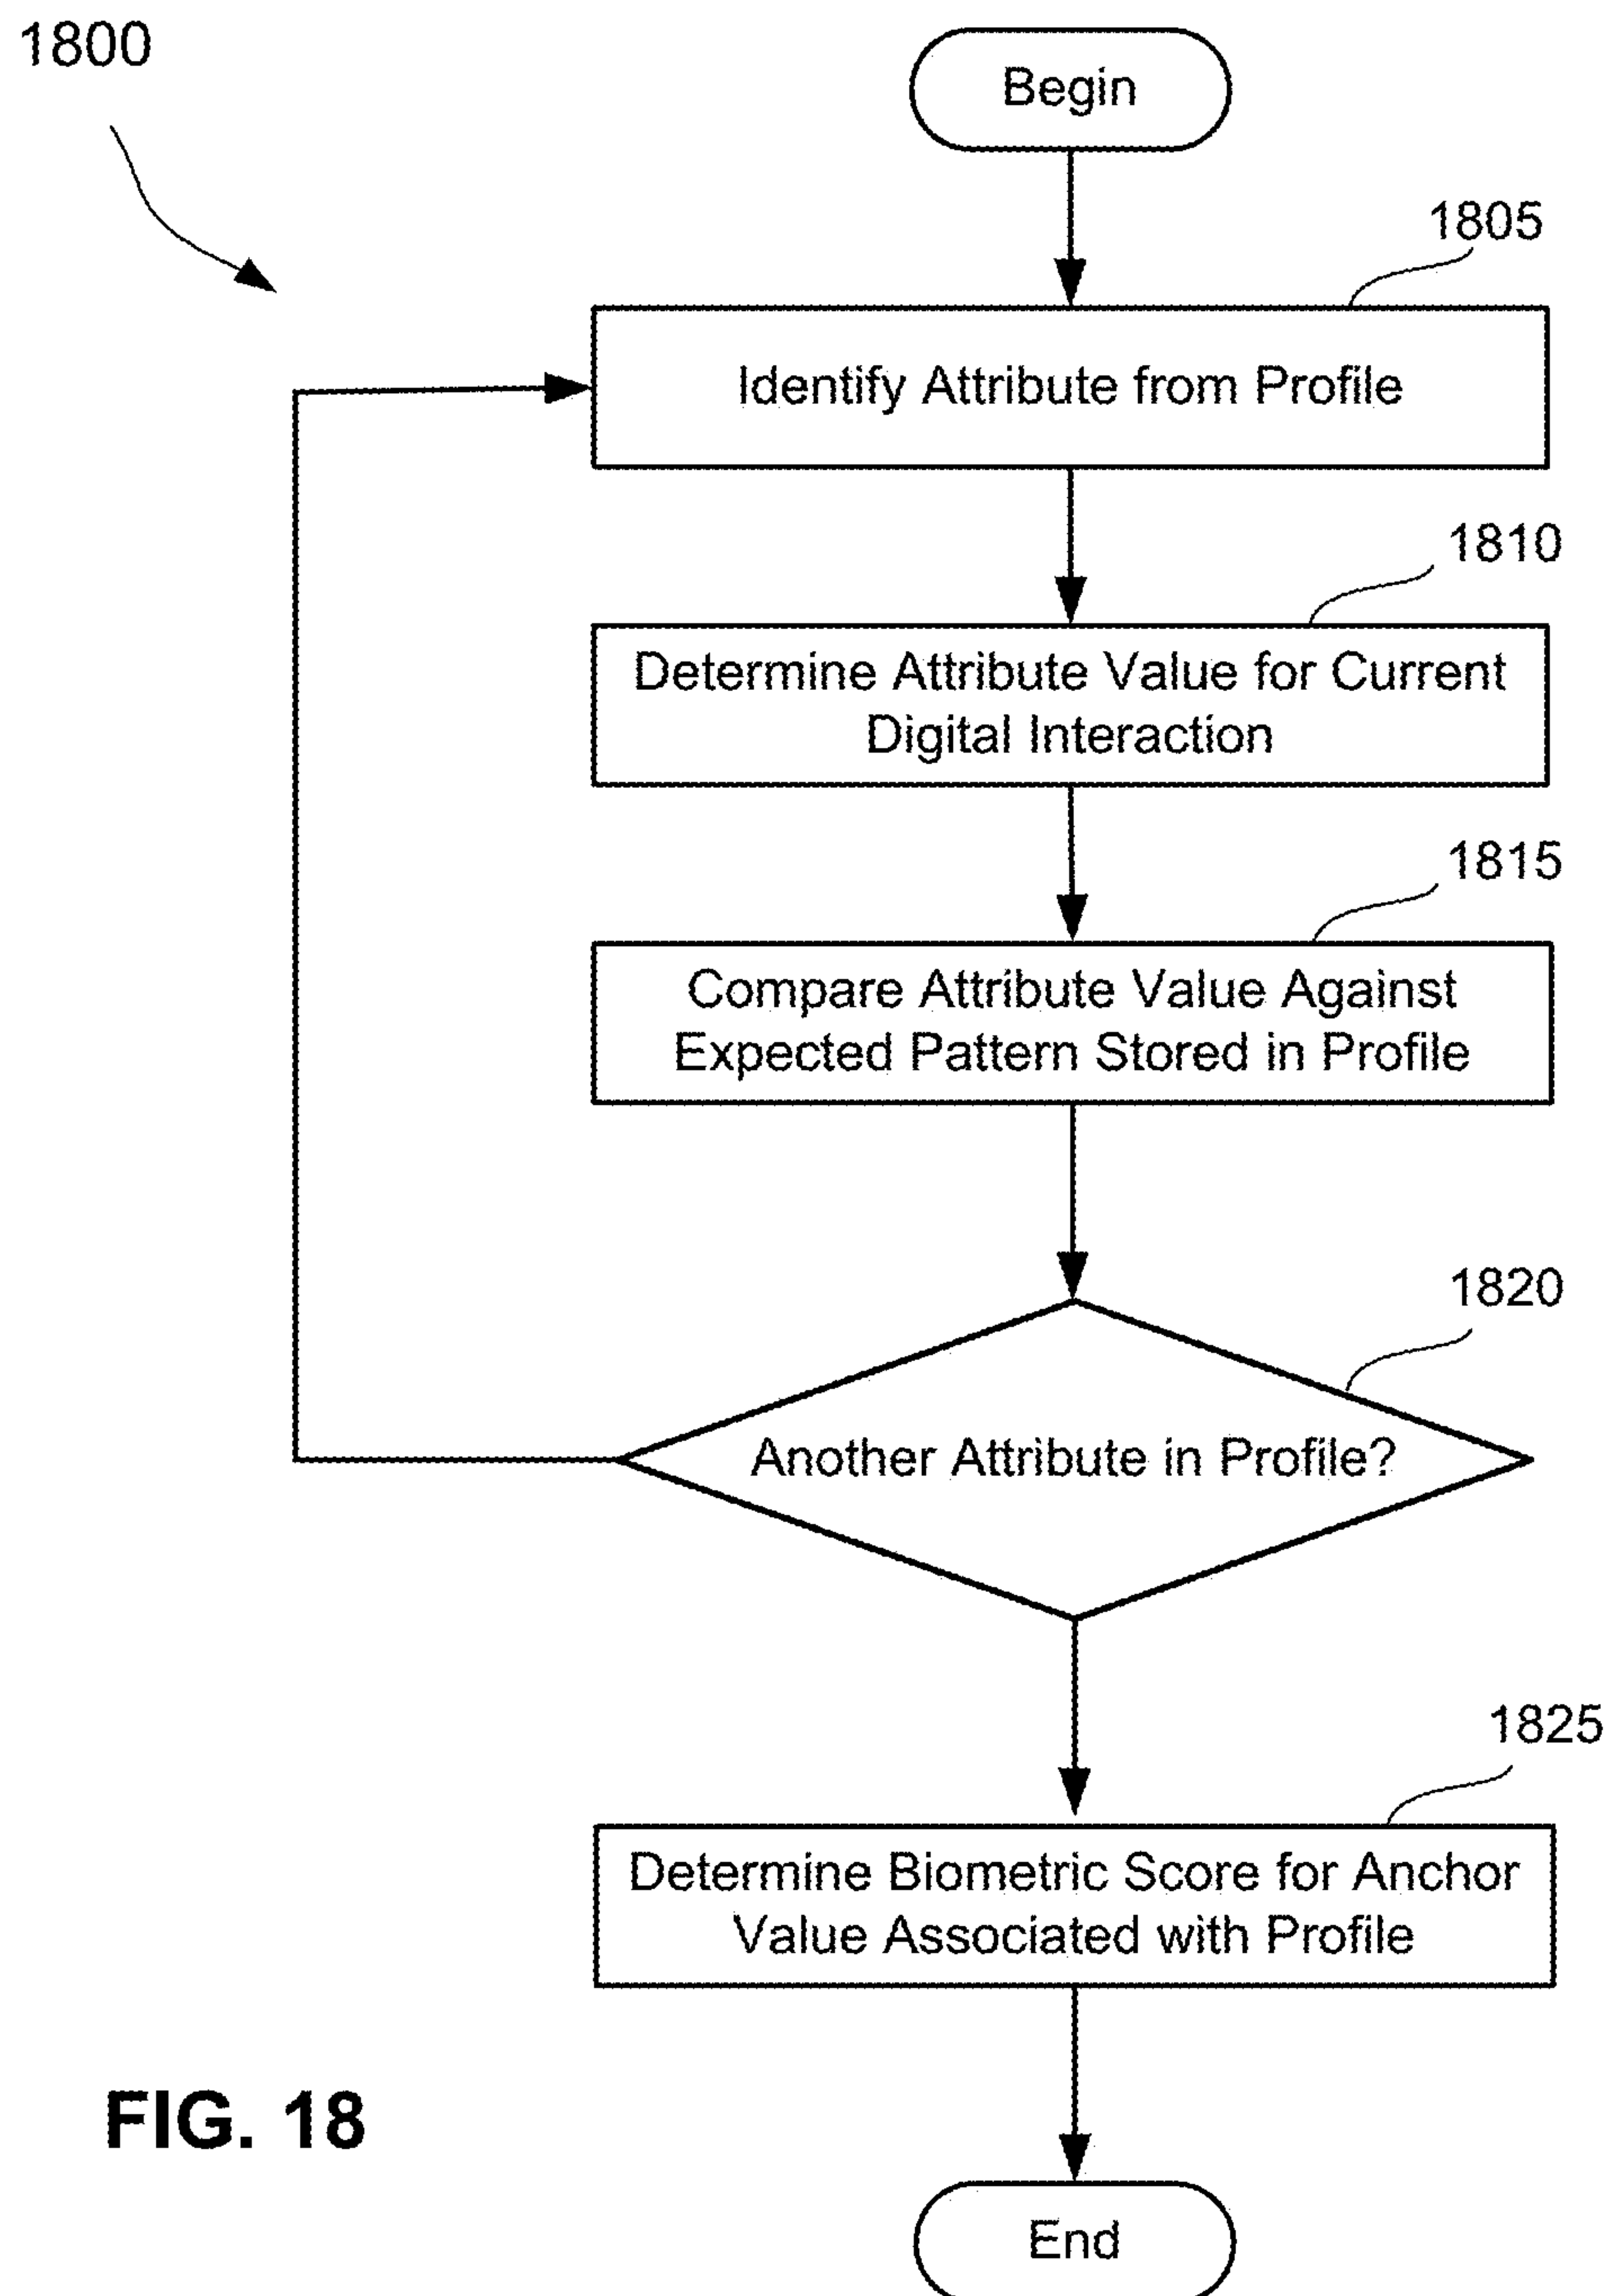 1800
Begin
1805
Identify Attribute from Profile
1810
Determine Attribute Value for Current
Digital Interaction
1815
Compare Attribute Value Against
Expected Pattern Stored in Profile
1820
Another Attribute in Profile?
1825
Determine Biometric Score for Anchor
Value Associated with Profile
FIG. 18
End